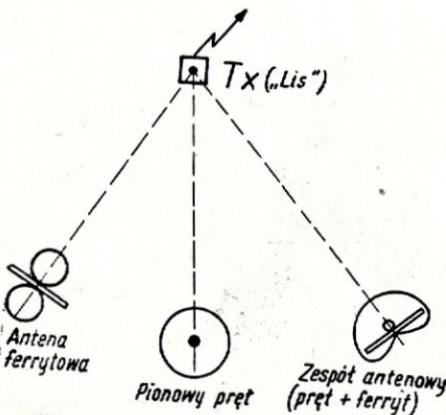 Tx („Lis")
Antena
ferrytowa
Pionowy pręt
Zespół antenowy
(pręt + ferryt)